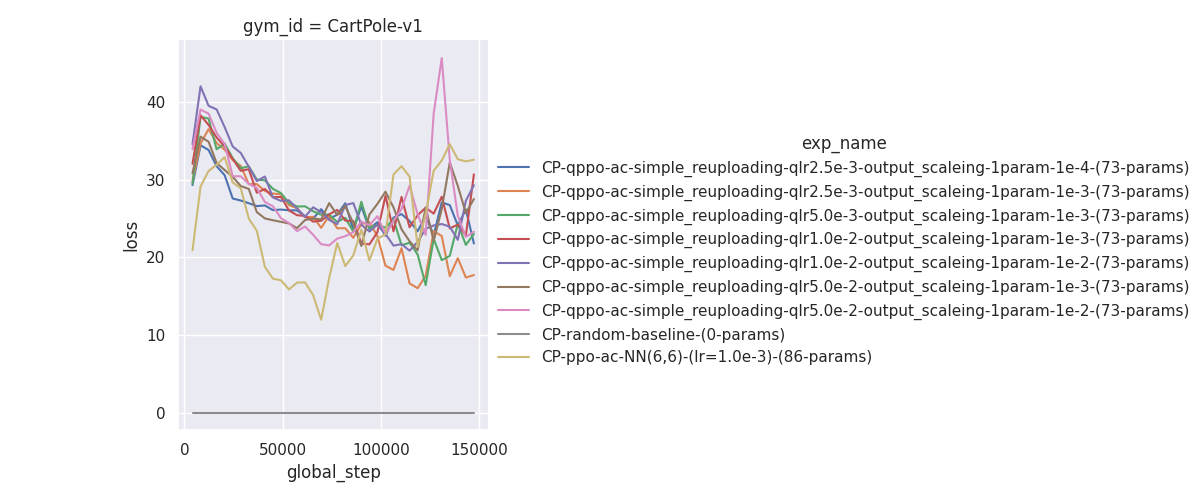 gym_id = CartPole-v1
loss
40
30
20
10
0
0 50000 100000 150000
global_step
exp_name
CP-qppo-ac-simple_reuploading-qlr2.5e-3-output_scaleing-1param-1e-4-(73-params)
CP-qppo-ac-simple_reuploading-qlr2.5e-3-output_scaleing-1param-1e-3-(73-params)
CP-qppo-ac-simple_reuploading-qlr5.0e-3-output_scaleing-1param-1e-3-(73-params)
CP-qppo-ac-simple_reuploading-qlr1.0e-2-output_scaleing-1param-1e-3-(73-params)
CP-qppo-ac-simple_reuploading-qlr1.0e-2-output_scaleing-1param-1e-2-(73-params)
CP-qppo-ac-simple_reuploading-qlr5.0e-2-output_scaleing-1param-1e-3-(73-params)
CP-qppo-ac-simple_reuploading-qlr5.0e-2-output_scaleing-1param-1e-2-(73-params)
CP-random-baseline-(0-params)
CP-ppo-ac-NN(6,6)-(lr=1.0e-3)-(86-params)